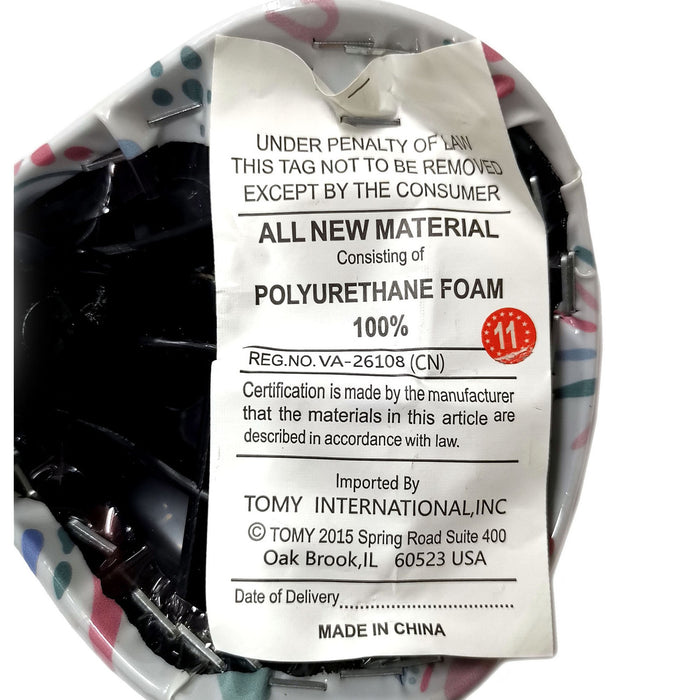 UNDER PENALTY OF LAW
THIS TAG NOT TO BE REMOVED
EXCEPT BY THE CONSUMER
ALL NEW MATERIAL
Consisting of
POLYURETHANE FOAM
100%
11
REG.NO. VA-26108 (CN)
Certification is made by the manufacturer
that the materials in this article are
described in accordance with law.
Imported By
TOMY INTERNATIONAL,INC
© TOMY 2015 Spring Road Suite 400
Oak Brook,IL 60523 USA
Date of Delivery................................
MADE IN CHINA